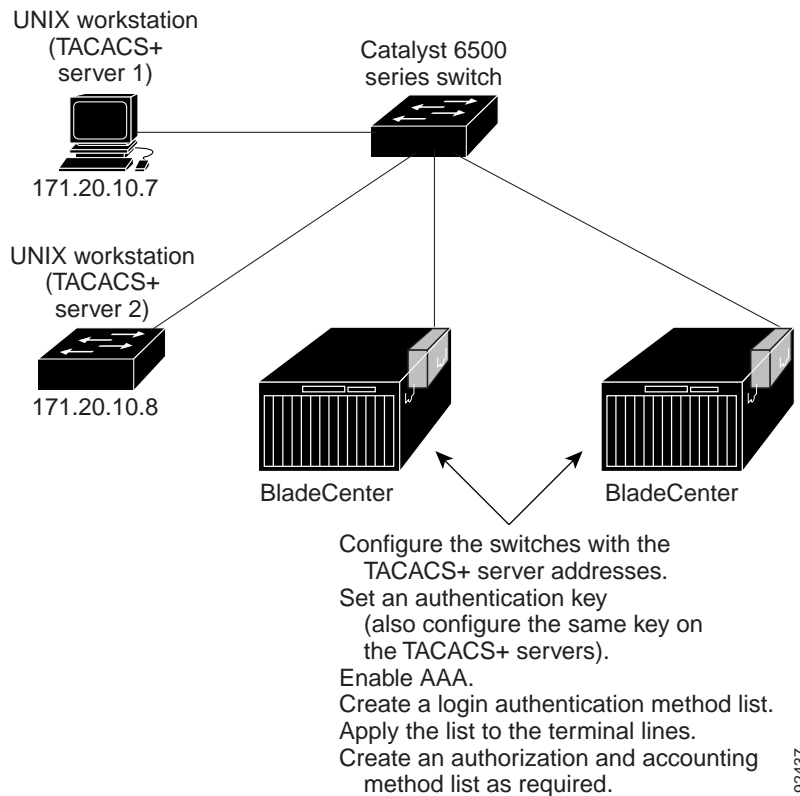 UNIX workstation
(TACACS+
server 1)
Catalyst 6500
series switch
171.20.10.7
UNIX workstation
(TACACS+
server 2)
171.20.10.8
BladeCenter
BladeCenter
Configure the switches with the
TACACS+ server addresses.
Set an authentication key
(also configure the same key on
the TACACS+ servers).
Enable AAA.
Create a login authentication method list.
Apply the list to the terminal lines.
Create an authorization and accounting
method list as required.
92437